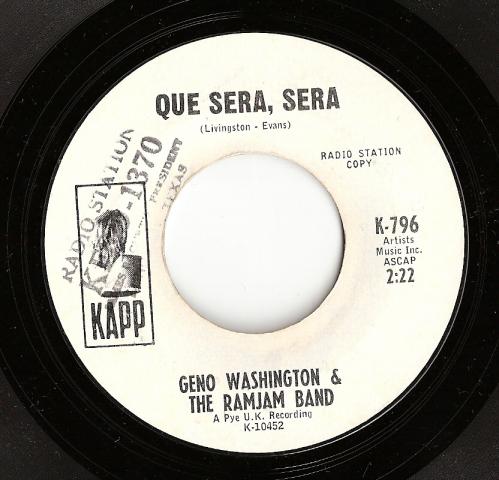 QUE SERA, SERA
(Livingston - Evans)
RADIO STATION
1370
PRESIDENT
TEXAS
RADIO STATION
COPY
K-796
Artists
Music Inc.
ASCAP
2:22
KAPP
GENO WASHINGTON &
THE RAMJAM BAND
A Pye U.K. Recording
K-10452